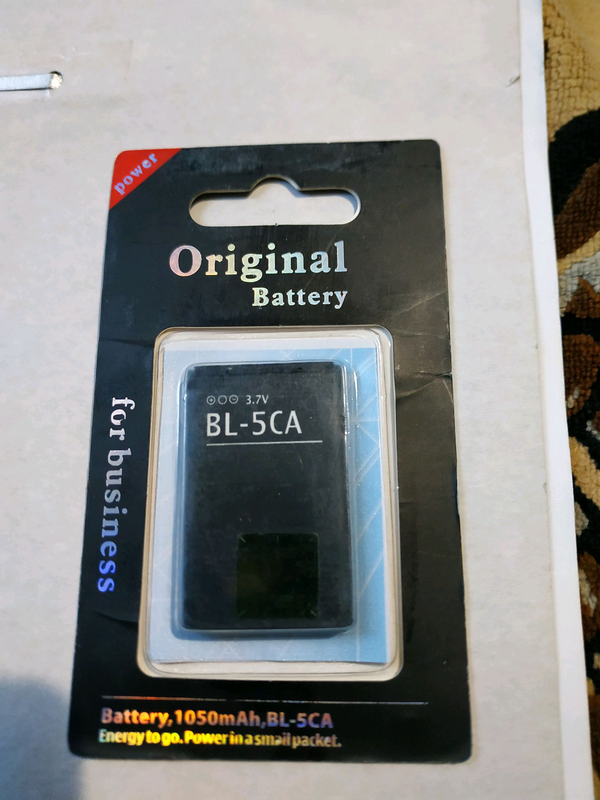 power
Original
Battery
3.7V
BL-5CA
for business
Battery,1050mAh,BL-5CA
Energy to go. Power in a small packet.